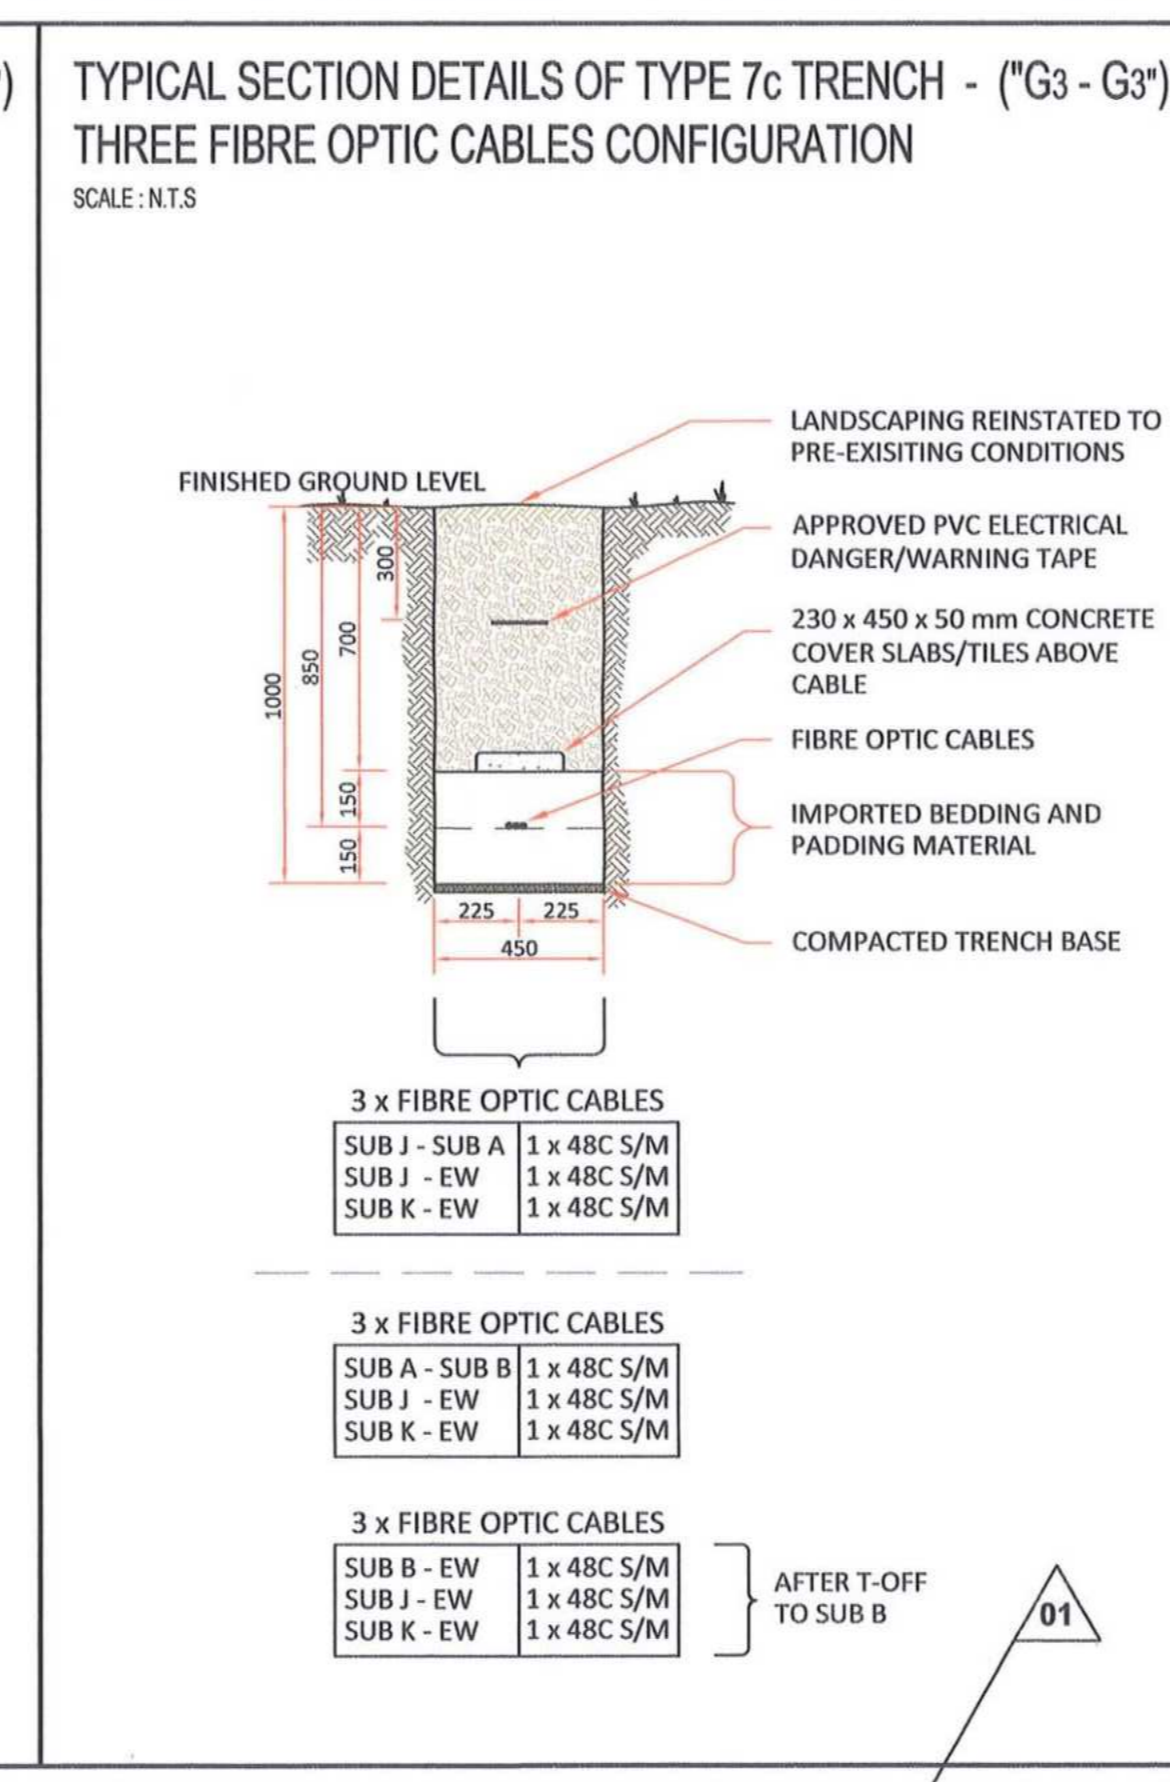 )
TYPICAL SECTION DETAILS OF TYPE 7c TRENCH - ("G3 - G3")
THREE FIBRE OPTIC CABLES CONFIGURATION
SCALE : N.T.S
LANDSCAPING REINSTATED TO
PRE-EXISITING CONDITIONS
FINISHED GROUND LEVEL
APPROVED PVC ELECTRICAL
DANGER/WARNING TAPE
300
230 x 450 x 50 mm CONCRETE
COVER SLABS/TILES ABOVE
CABLE
700
850
1000
FIBRE OPTIC CABLES
150
IMPORTED BEDDING AND
PADDING MATERIAL
150
225 225
450
COMPACTED TRENCH BASE
3 x FIBRE OPTIC CABLES
SUB J - SUB A 1 x 48C S/M
SUB J - EW 1 x 48C S/M
SUB K - EW 1 x 48C S/M
3 x FIBRE OPTIC CABLES
SUB A - SUB B 1 x 48C S/M
SUB J - EW 1 x 48C S/M
SUB K - EW 1 x 48C S/M
3 x FIBRE OPTIC CABLES
SUB B - EW 1 x 48C S/M
SUB J - EW 1 x 48C S/M
SUB K - EW 1 x 48C S/M
AFTER T-OFF
TO SUB B
01